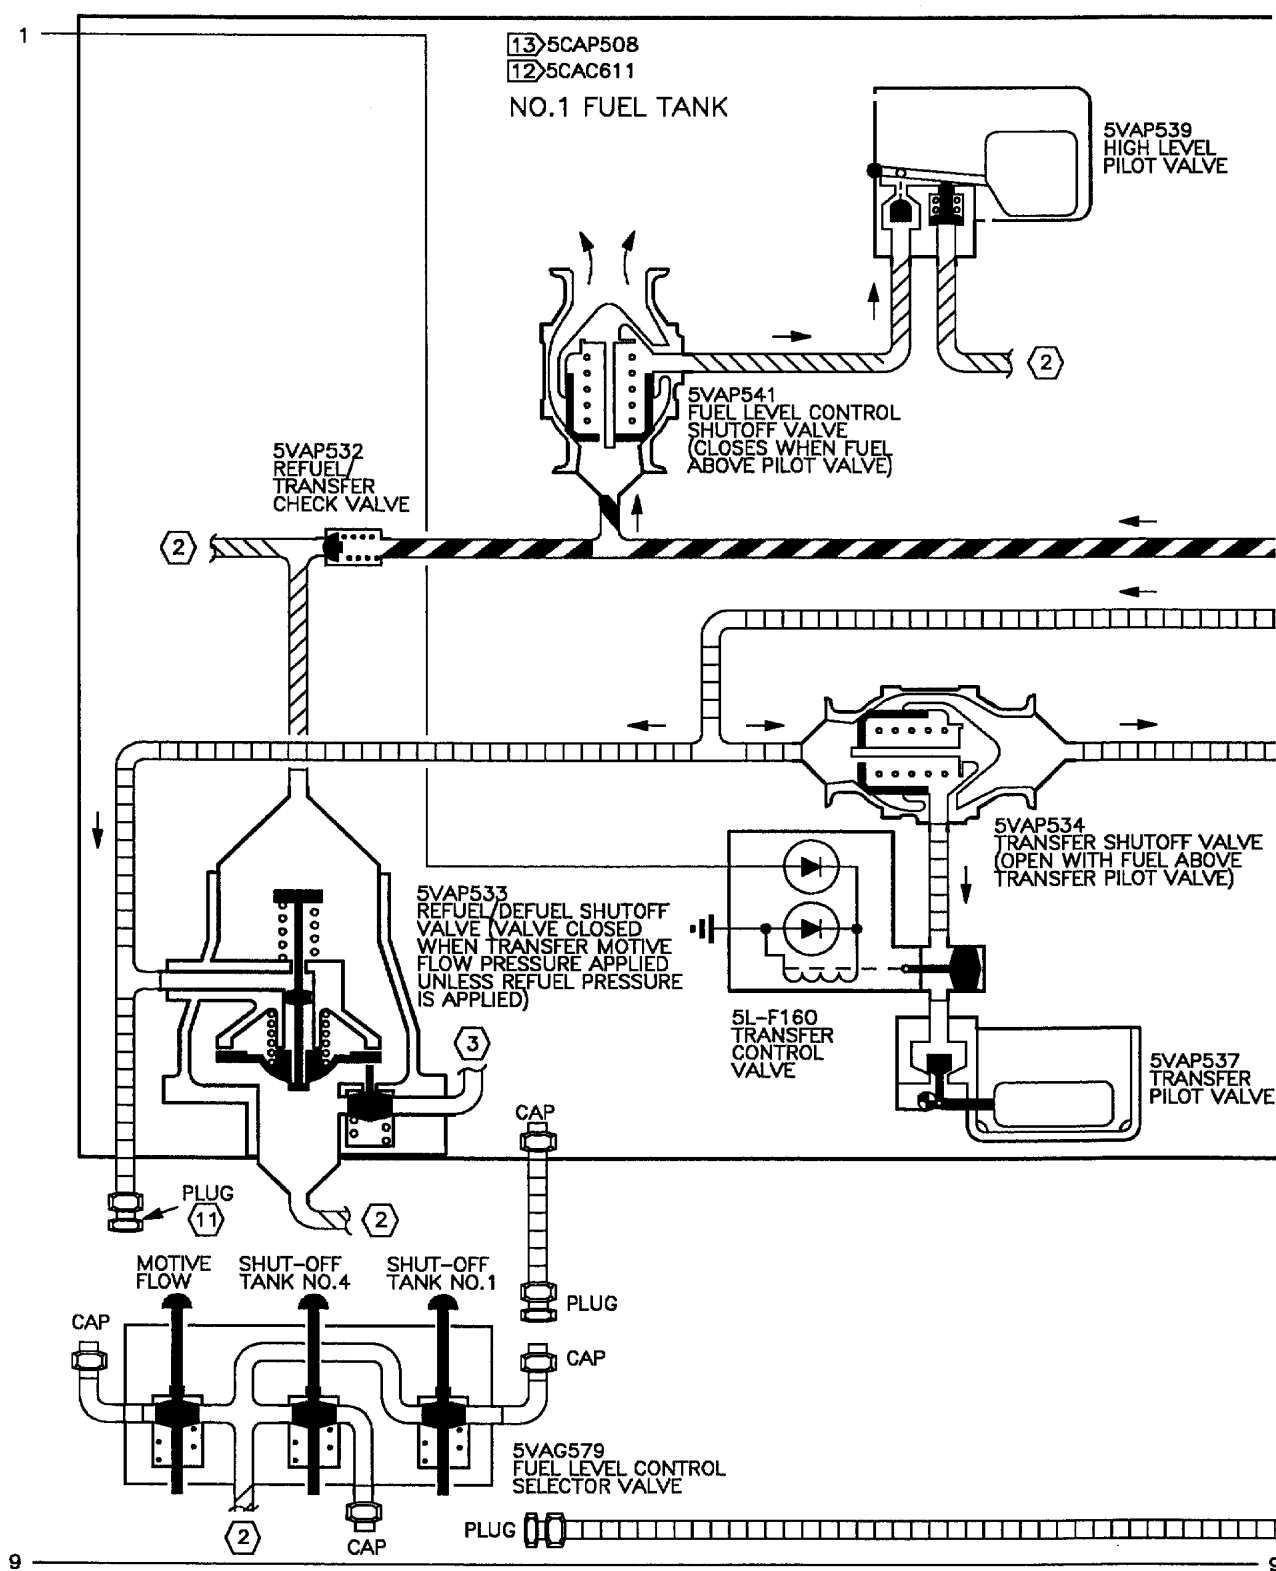 1
13 5CAP508
12 5CAC611
NO.1 FUEL TANK
5VAP539
HIGH LEVEL
PILOT VALVE
2
5VAP541
FUEL LEVEL CONTROL
SHUTOFF VALVE
(CLOSES WHEN FUEL
ABOVE PILOT VALVE)
5VAP532
REFUEL/
TRANSFER
CHECK VALVE
2
5VAP534
TRANSFER SHUTOFF VALVE
(OPEN WITH FUEL ABOVE
TRANSFER PILOT VALVE)
5VAP533
REFUEL/DEFUEL SHUTOFF
VALVE (VALVE CLOSED
WHEN TRANSFER MOTIVE
FLOW PRESSURE APPLIED
UNLESS REFUEL PRESSURE
IS APPLIED)
5L-F160
TRANSFER
CONTROL
VALVE
3
5VAP537
TRANSFER
PILOT VALVE
CAP
PLUG
11
2
MOTIVE
FLOW
SHUT-OFF
TANK NO.4
SHUT-OFF
TANK NO.1
PLUG
CAP
CAP
5VAG579
FUEL LEVEL CONTROL
SELECTOR VALVE
2
CAP
PLUG
9
9